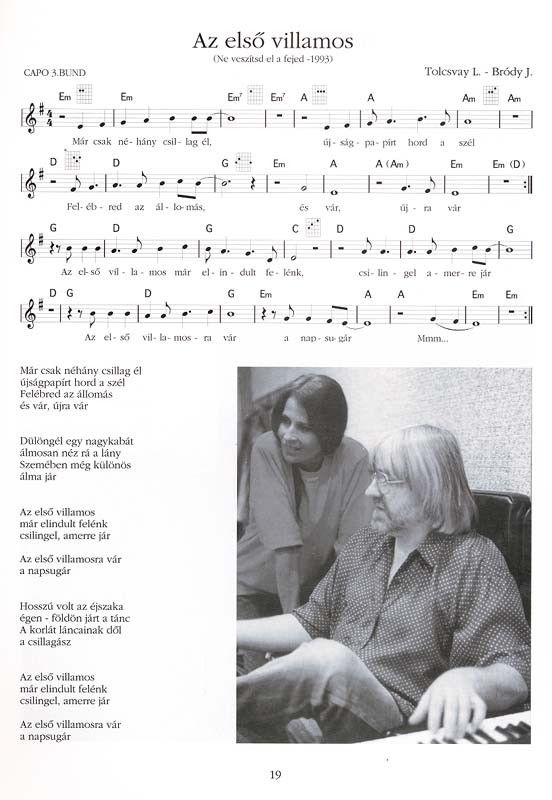 Az első villamos
(Ne veszítsd el a fejed -1993)
CAPO 3.BUND
Tolcsvay L. - Bródy J.
Em Em Em7 Em7 A A Am Am
Már csak né- hány csil- lag él, új- ság- pa- pírt hord a szél
D D G Em A A (Am) Em Em (D)
Fel- éb- red az ál- lo- más, és vár, új- ra vár
G D G C D G
Az el- ső vil- la- mos már el- in- dult fe- lénk, csi- lin- gel a- mer- re jár
G D G Em A A Em Em
Az el- ső vil- la- mos- ra vár a nap- su- gár Mmm...
Már csak néhány csillag él
újságpapírt hord a szél
Felébred az állomás
és vár, újra vár
Dülöngél egy nagykabát
álmosan néz rá a lány
Szemében még különös
álma jár
Az első villamos
már elindult felénk
csilingel, amerre jár
Az első villamosra vár
a napsugár
Hosszú volt az éjszaka
égen - földön járt a tánc
A korlát láncainak dől
a csillagász
Az első villamos
már elindult felénk
csilingel, amerre jár
Az első villamosra vár
a napsugár
19